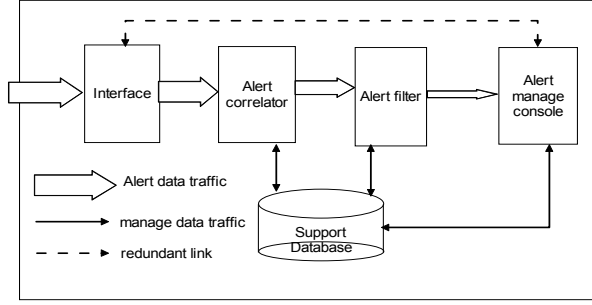 Interface
Alert
correlator
Alert filter
Alert
manage
console
Alert data traffic
manage data traffic
redundant link
Support
Database